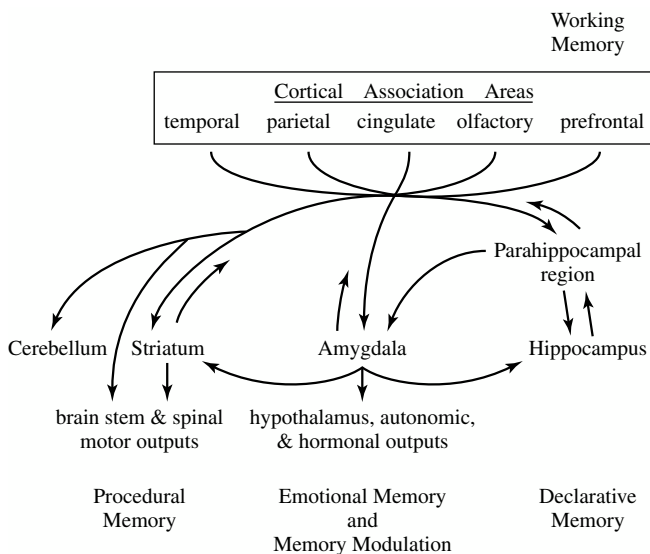 Working
Memory
Cortical Association Areas
temporal parietal cingulate olfactory prefrontal
Parahippocampal
region
Cerebellum Striatum Amygdala Hippocampus
brain stem & spinal
motor outputs
hypothalamus, autonomic,
& hormonal outputs
Procedural
Memory
Emotional Memory
and
Memory Modulation
Declarative
Memory